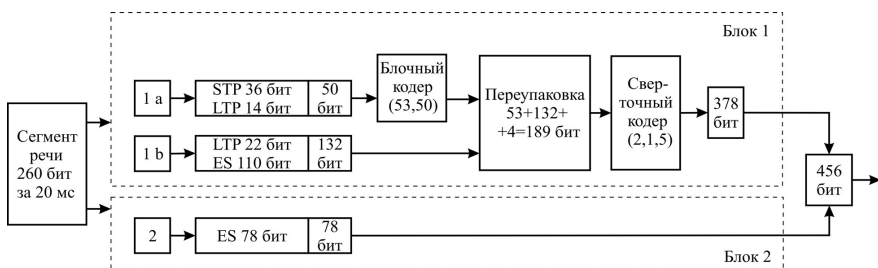 Блок 1
Сегмент
речи
260 бит
за 20 мс
1 a
STP 36 бит
LTP 14 бит
50
бит
Блочный
кодер
(53,50)
Переупаковка
53+132+
+4=189 бит
Свер-
точный
кодер
(2,1,5)
378
бит
1 b
LTP 22 бит
ES 110 бит
132
бит
456
бит
2
ES 78 бит
78
бит
Блок 2